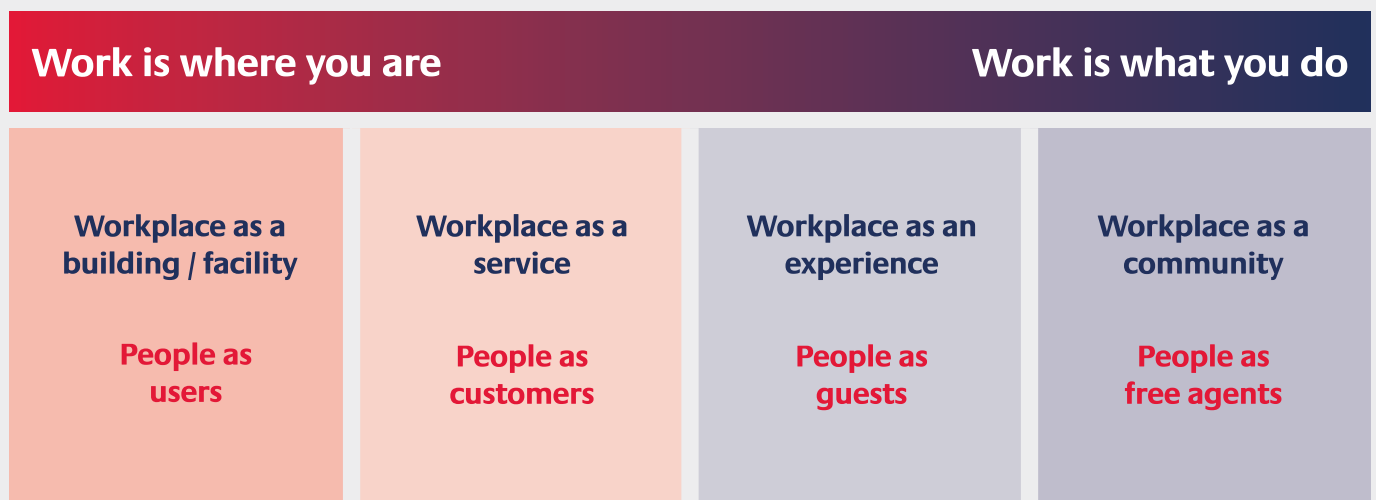 Work is where you are
Work is what you do
Workplace as a
building / facility
People as
users
Workplace as a
service
People as
customers
Workplace as an
experience
People as
guests
Workplace as a
community
People as
free agents